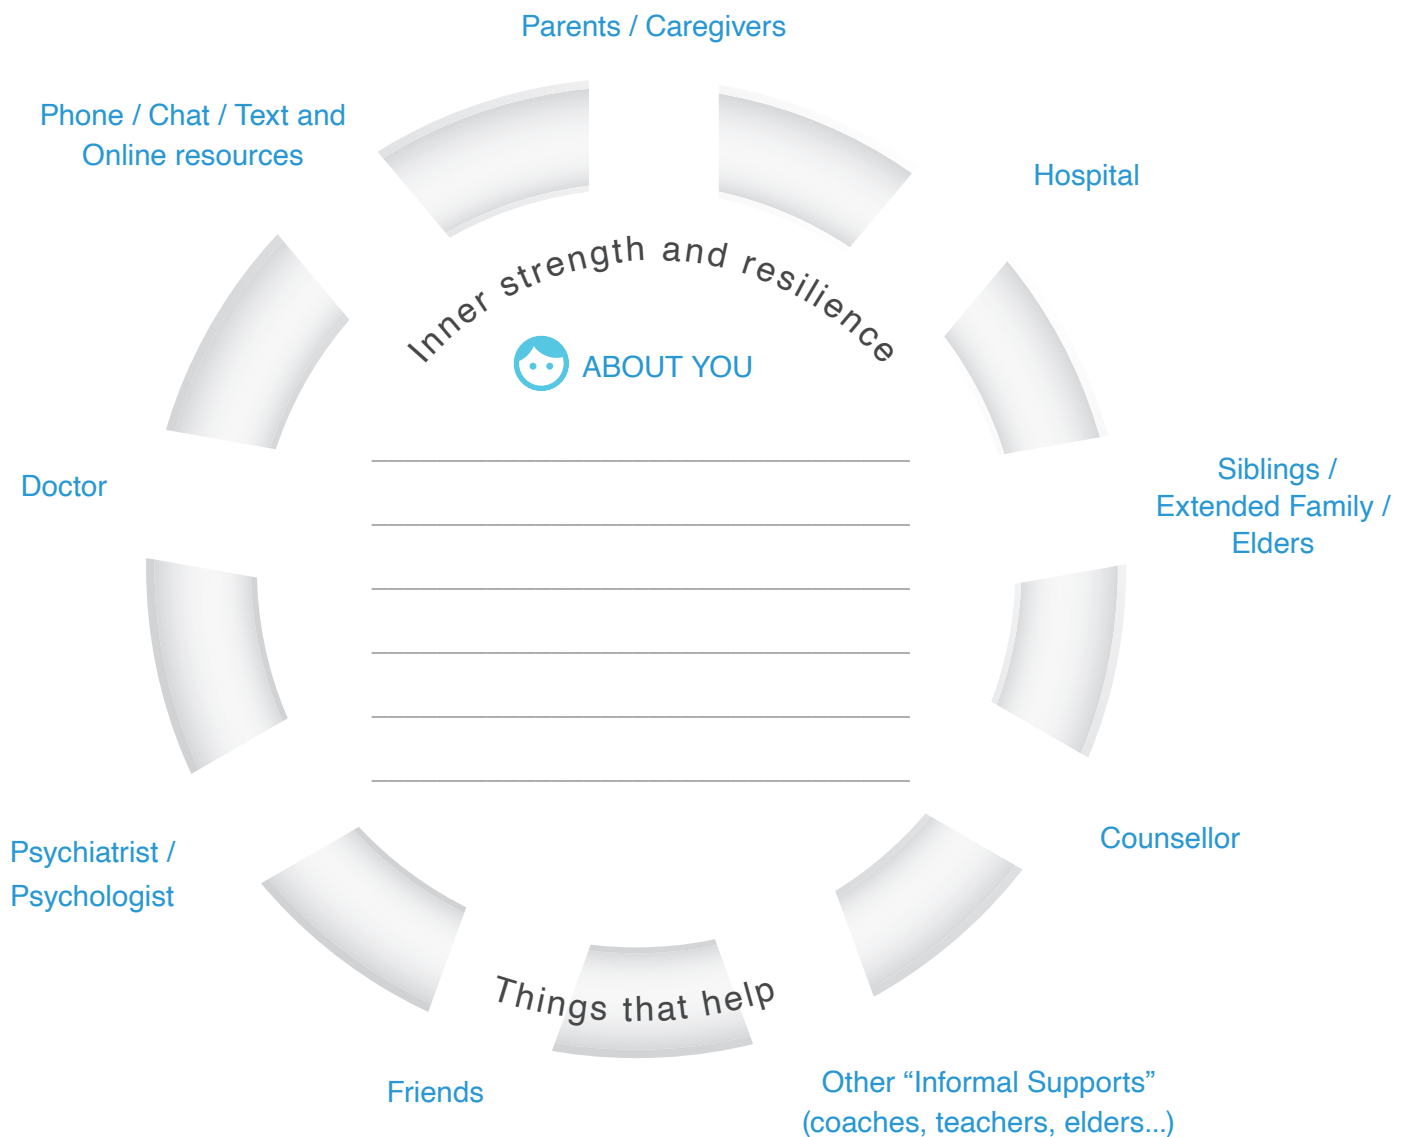 Parents / Caregivers
Phone / Chat / Text and
Online resources
Hospital
Inner strength and resilience
ABOUT YOU
Doctor
Siblings /
Extended Family /
Elders
Psychiatrist /
Psychologist
Counsellor
Things that help
Friends
Other “Informal Supports”
(coaches, teachers, elders...)